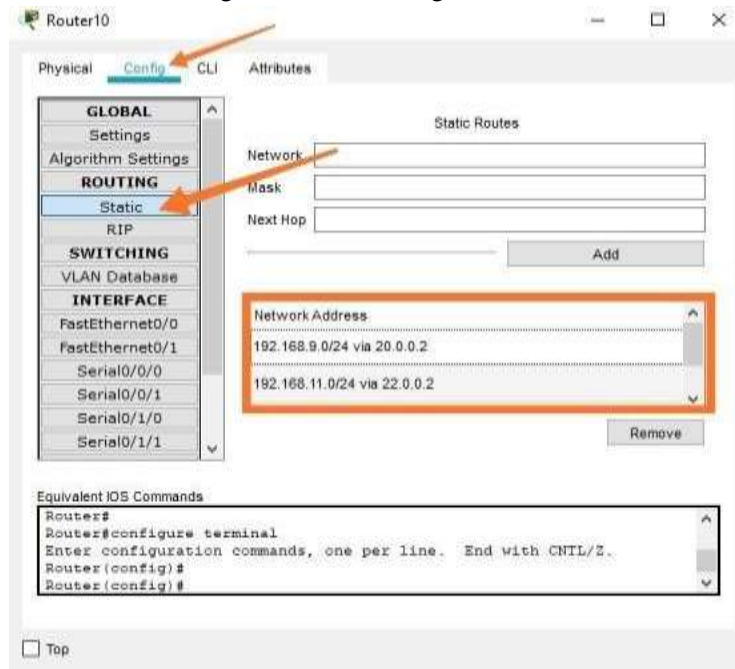 Router10
Physical Config CLI Attributes
GLOBAL
Settings
Algorithm Settings
ROUTING
Static
RIP
SWITCHING
VLAN Database
INTERFACE
FastEthernet0/0
FastEthernet0/1
Serial0/0/0
Serial0/0/1
Serial0/1/0
Serial0/1/1
Static Routes
Network
Mask
Next Hop
Add
Network Address
192.168.9.0/24 via 20.0.0.2
192.168.11.0/24 via 22.0.0.2
Remove
Equivalent IOS Commands
Router#
Router#configure terminal
Enter configuration commands, one per line. End with CNTL/Z.
Router(config)#
Router(config)#
Top